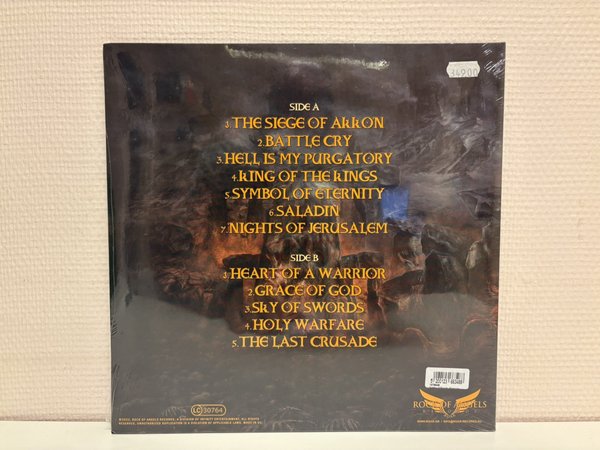 34900
SIDE A
1. THE SIEGE OF AKKON
2. BATTLE CRY
3. HELL IS MY PURGATORY
4. KING OF THE KINGS
5. SYMBOL OF ETERNITY
6. SALADIN
7. NIGHTS OF JERUSALEM
SIDE B
1. HEART OF A WARRIOR
2. GRACE OF GOD
3. SKY OF SWORDS
4. HOLY WARFARE
5. THE LAST CRUSADE
LC 30764
ROCK OF ANGELS